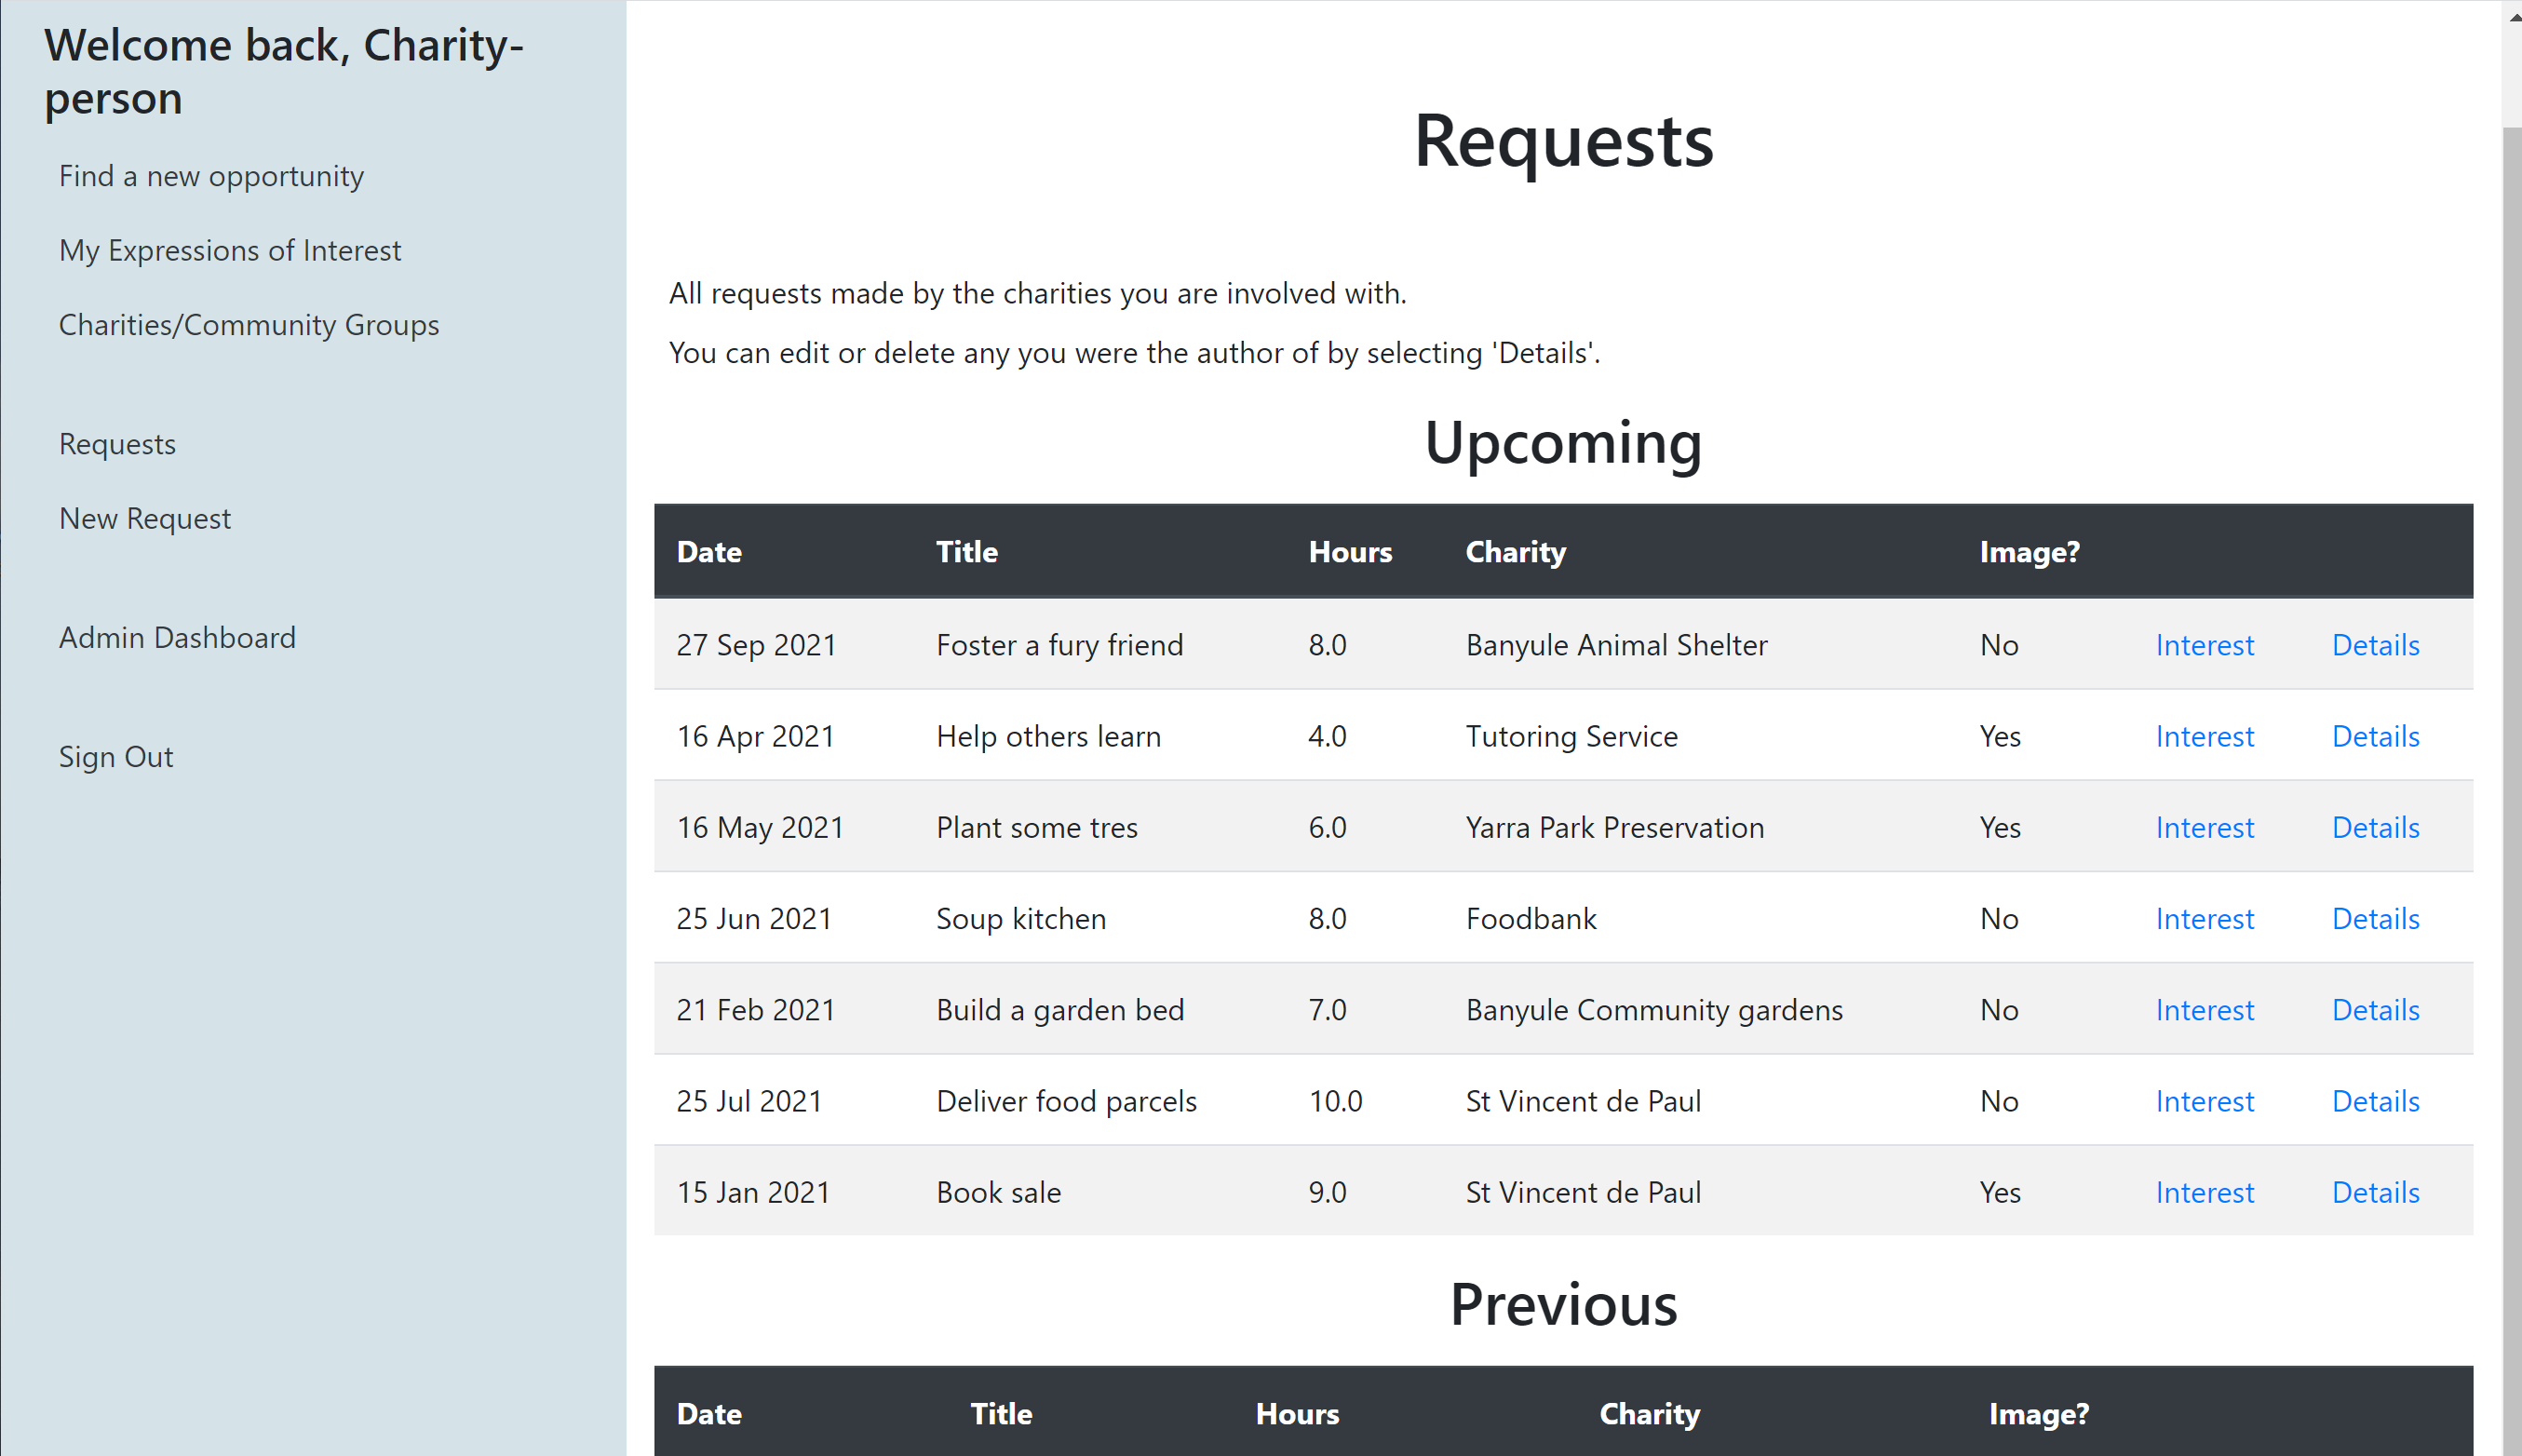 Welcome back, Charity-
person
Find a new opportunity
My Expressions of Interest
Charities/Community Groups
Requests
New Request
Admin Dashboard
Sign Out
Requests
All requests made by the charities you are involved with.
You can edit or delete any you were the author of by selecting 'Details'.
Upcoming
Date Title Hours Charity Image?
27 Sep 2021 Foster a fury friend 8.0 Banyule Animal Shelter No Interest Details
16 Apr 2021 Help others learn 4.0 Tutoring Service Yes Interest Details
16 May 2021 Plant some tres 6.0 Yarra Park Preservation Yes Interest Details
25 Jun 2021 Soup kitchen 8.0 Foodbank No Interest Details
21 Feb 2021 Build a garden bed 7.0 Banyule Community gardens No Interest Details
25 Jul 2021 Deliver food parcels 10.0 St Vincent de Paul No Interest Details
15 Jan 2021 Book sale 9.0 St Vincent de Paul Yes Interest Details
Previous
Date Title Hours Charity Image?